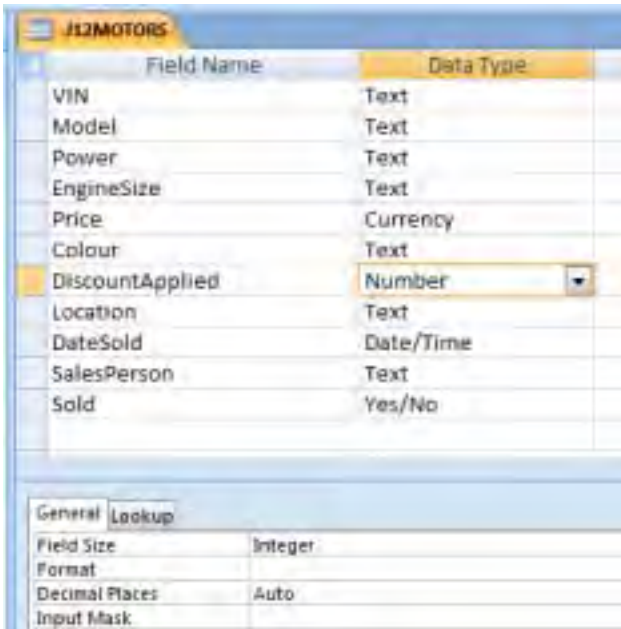 J12MOTORS
Field Name Data Type
VIN Text
Model Text
Power Text
EngineSize Text
Price Currency
Colour Text
DiscountApplied Number
Location Text
DateSold Date/Time
SalesPerson Text
Sold Yes/No
General Lookup
Field Size Integer
Format
Decimal Places Auto
Input Mask